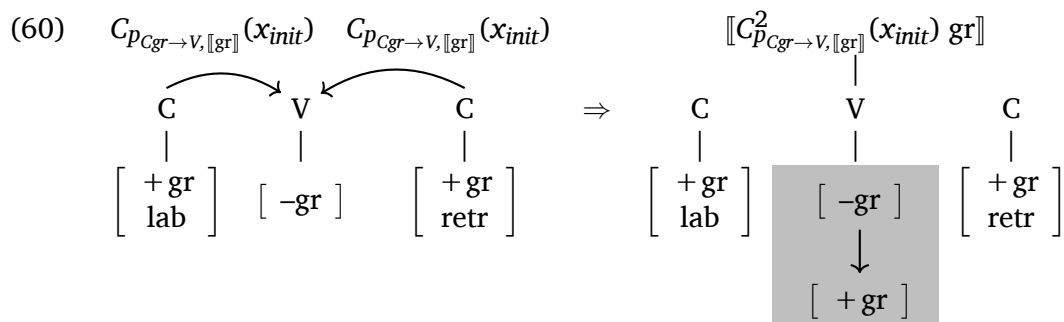 (60) C_{p_{Cgr→V,⟦gr⟧}}(x_{init}) C_{p_{Cgr→V,⟦gr⟧}}(x_{init}) ⟦C²_{p_{Cgr→V,⟦gr⟧}}(x_{init}) gr⟧
C V C ⇒ C V C
[ +gr lab ] [ –gr ] [ +gr retr ] [ +gr lab ] [ –gr ] [ +gr retr ]
[ +gr ]